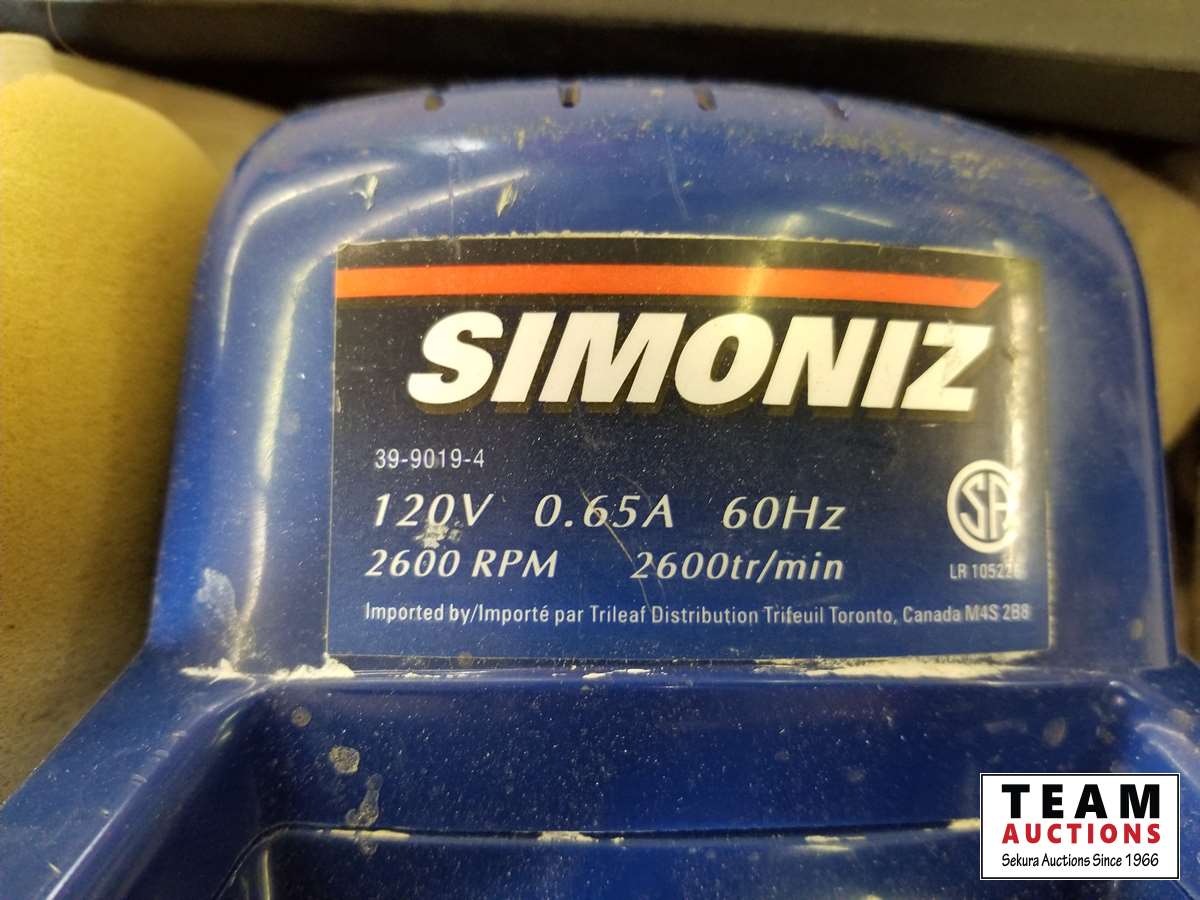 SIMONIZ
39-9019-4
120V 0.65A 60Hz
2600 RPM 2600tr/min
LR
Imported by/Importé par Trileaf Distribution Trifeuil Toronto, Canada M4S 2B8
TEAM
AUCTIONS
Sekura Auctions Since 1966